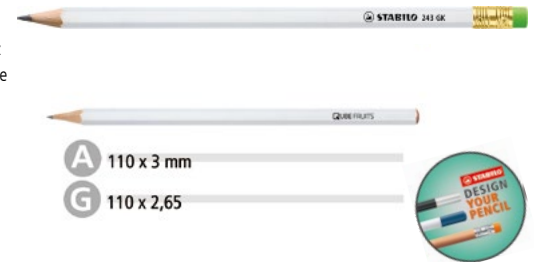 STABILO 243 GK
e
QUBE FRUITS
A 110 x 3 mm
G 110 x 2,65
STABILO
DESIGN
YOUR
PENCIL